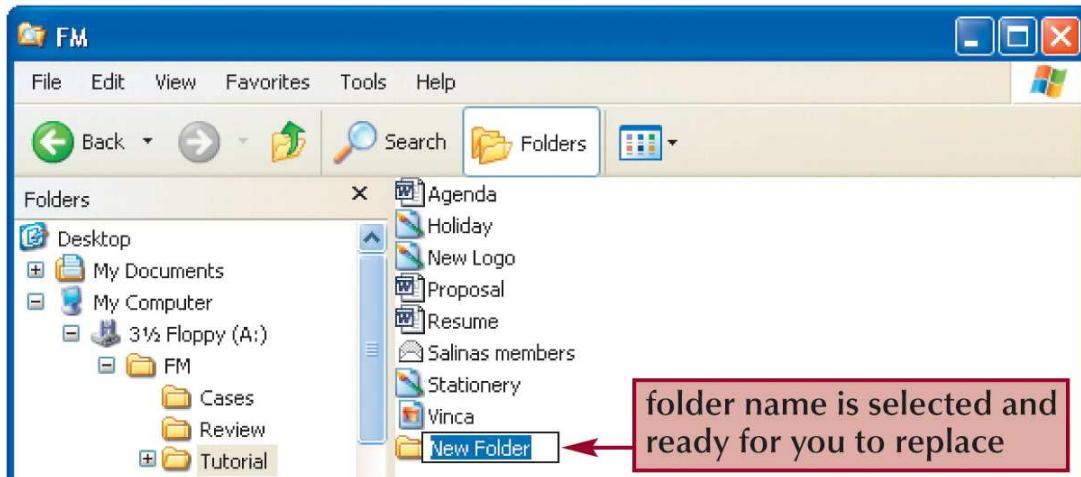 FM
File Edit View Favorites Tools Help
Back Search Folders
Folders
Desktop
My Documents
My Computer
3½ Floppy (A:)
FM
Cases
Review
Tutorial
Agenda
Holiday
New Logo
Proposal
Resume
Salinas members
Stationery
Vinca
New Folder
folder name is selected and
ready for you to replace